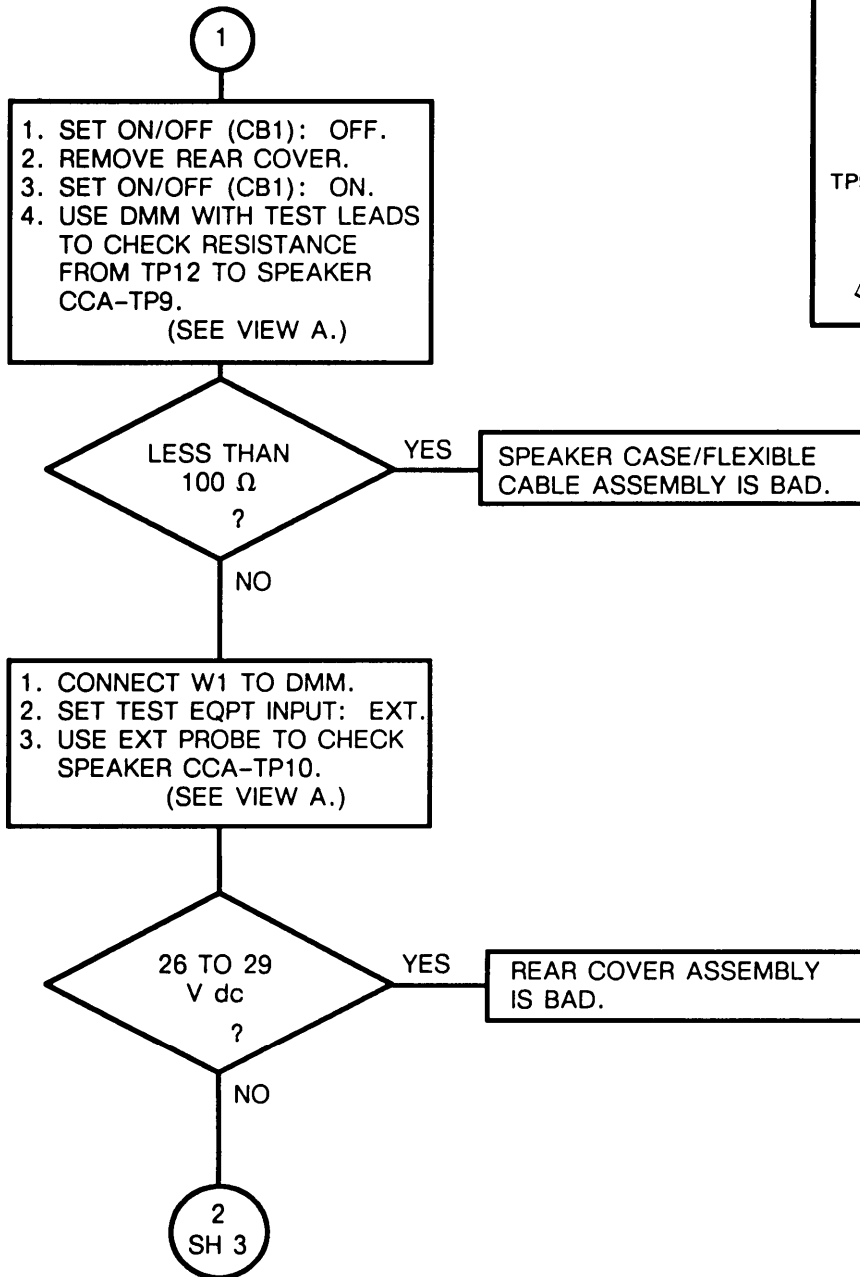 1
1. SET ON/OFF (CB1): OFF.
2. REMOVE REAR COVER.
3. SET ON/OFF (CB1): ON.
4. USE DMM WITH TEST LEADS
TO CHECK RESISTANCE
FROM TP12 TO SPEAKER
CCA-TP9.
(SEE VIEW A.)
LESS THAN
100 Ω
?
YES
SPEAKER CASE/FLEXIBLE
CABLE ASSEMBLY IS BAD.
NO
1. CONNECT W1 TO DMM.
2. SET TEST EQPT INPUT: EXT.
3. USE EXT PROBE TO CHECK
SPEAKER CCA-TP10.
(SEE VIEW A.)
26 TO 29
V dc
?
YES
REAR COVER ASSEMBLY
IS BAD.
NO
2
SH 3